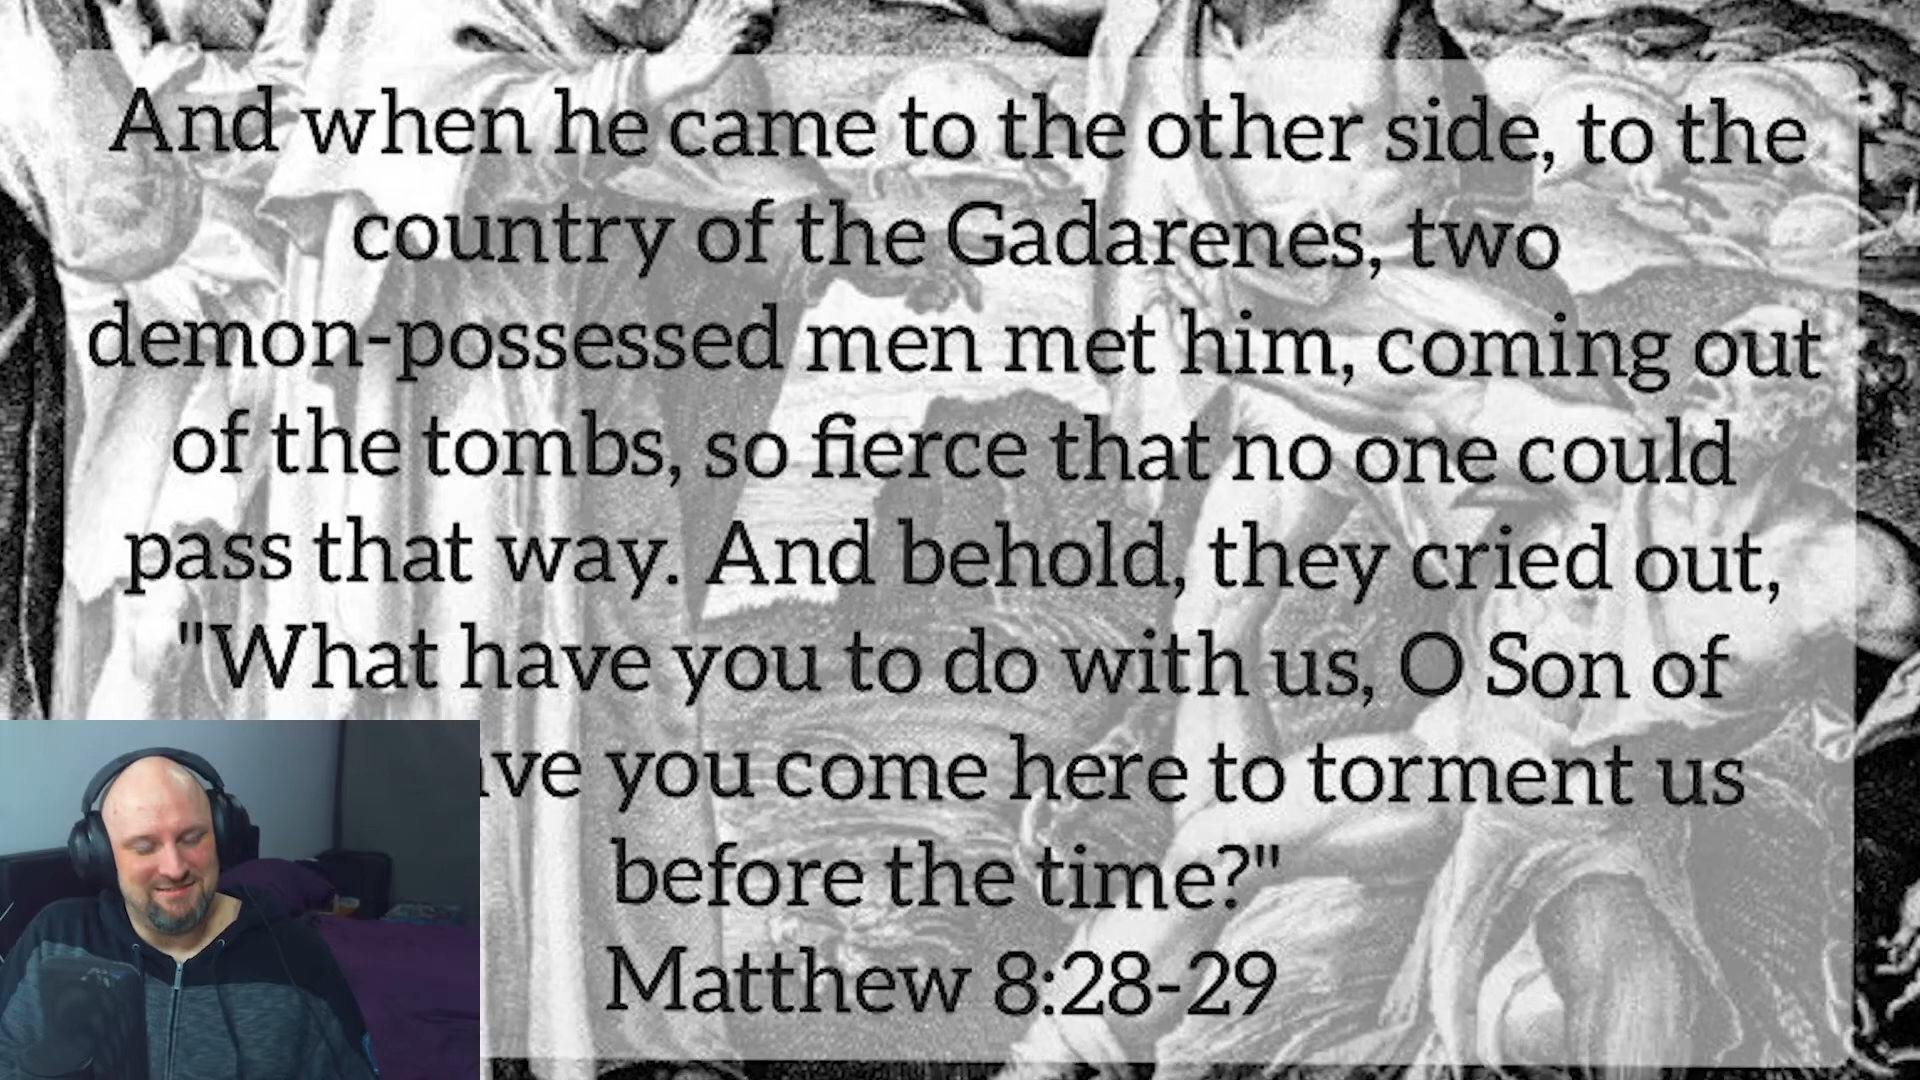 And when he came to the other side, to the
country of the Gadarenes, two
demon-possessed men met him, coming out
of the tombs, so fierce that no one could
pass that way. And behold, they cried out,
"What have you to do with us, O Son of
you come here to torment us
before the time?"
Matthew 8:28-29